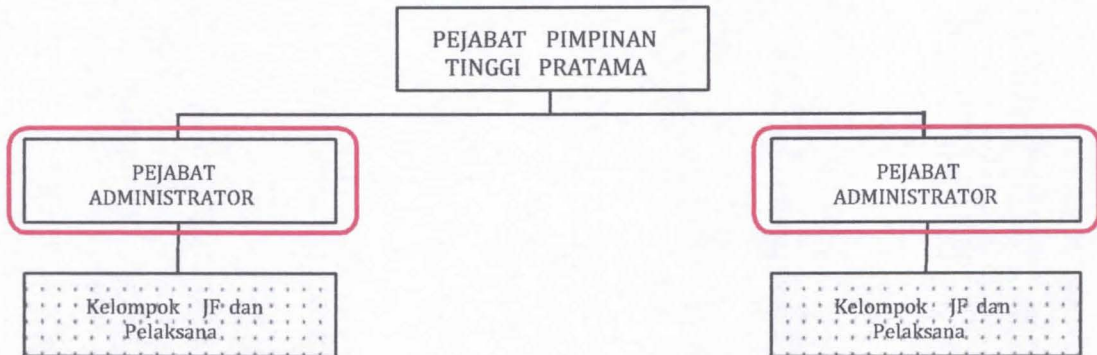 PEJABAT PIMPINAN
TINGGI PRATAMA
PEJABAT
ADMINISTRATOR
PEJABAT
ADMINISTRATOR
Kelompok JF dan
Pelaksana
Kelompok JF dan
Pelaksana